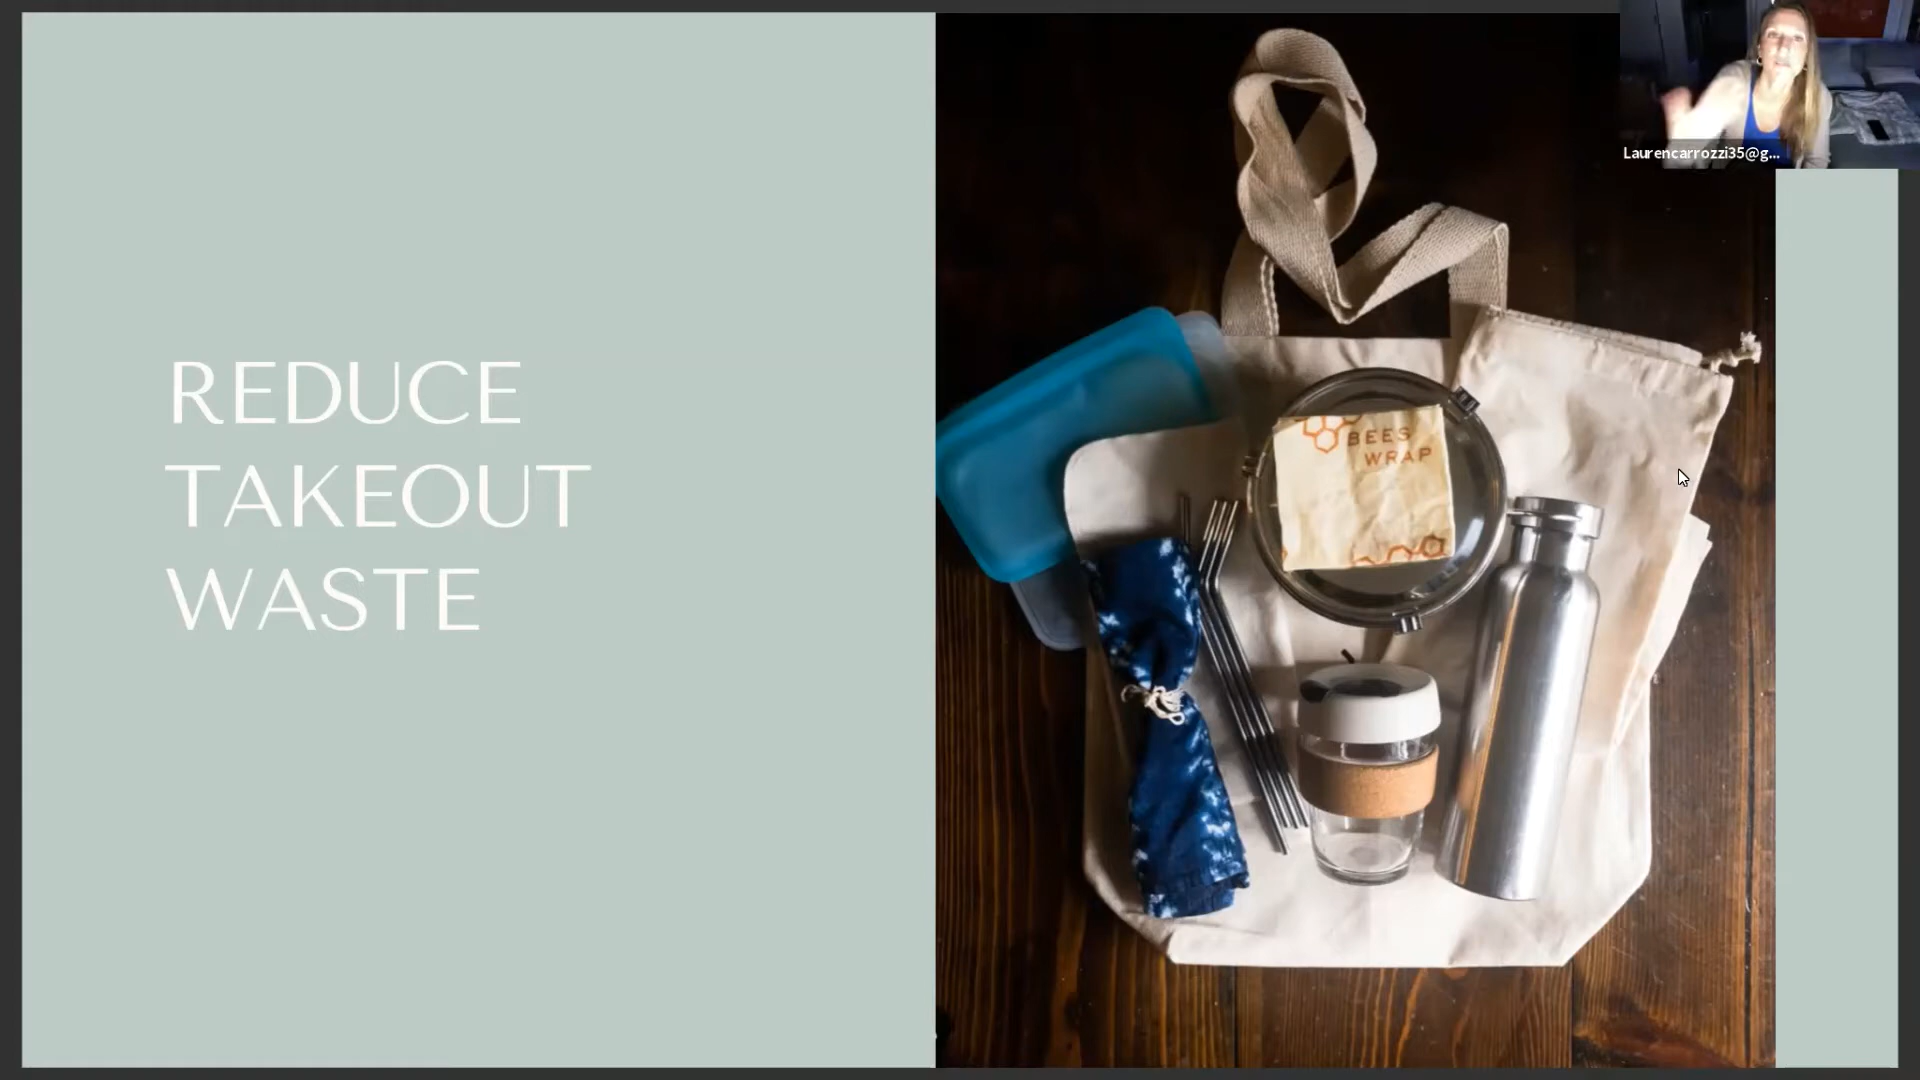 REDUCE
TAKEOUT
WASTE
BEES
WRAP
Laurencarrozzi35@g...